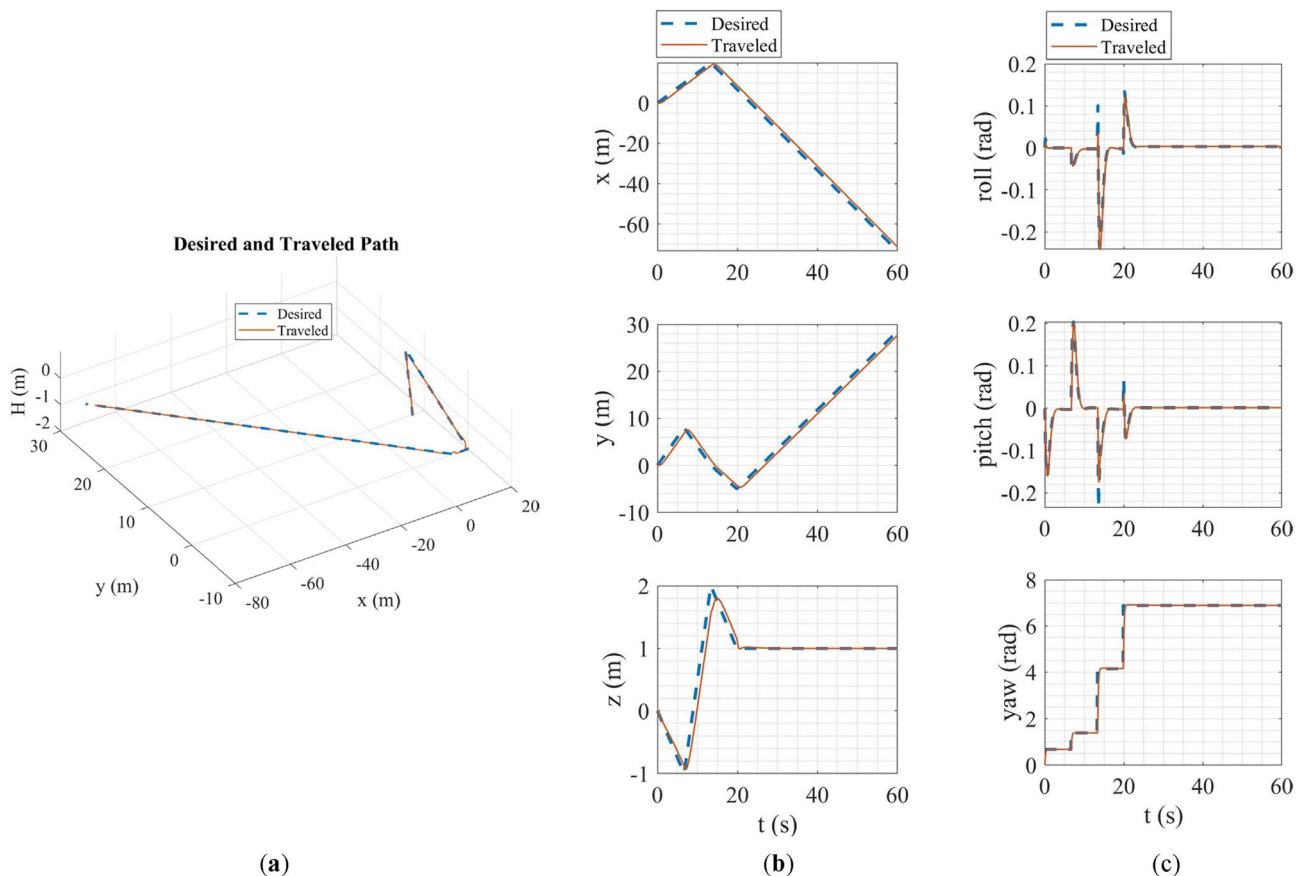 Desired and Traveled Path
Desired
Traveled
H (m)
0
-1
-2
30
20
10
0
-10
y (m)
-80
-60
-40
-20
0
20
x (m)
(a)
Desired
Traveled
x (m)
0
-20
-40
-60
0 20 40 60
y (m)
30
20
10
0
-10
0 20 40 60
z (m)
2
1
0
-1
0 20 40 60
t (s)
(b)
Desired
Traveled
roll (rad)
0.2
0.1
0
-0.1
-0.2
0 20 40 60
pitch (rad)
0.2
0.1
0
-0.1
-0.2
0 20 40 60
yaw (rad)
8
6
4
2
0
0 20 40 60
t (s)
(c)